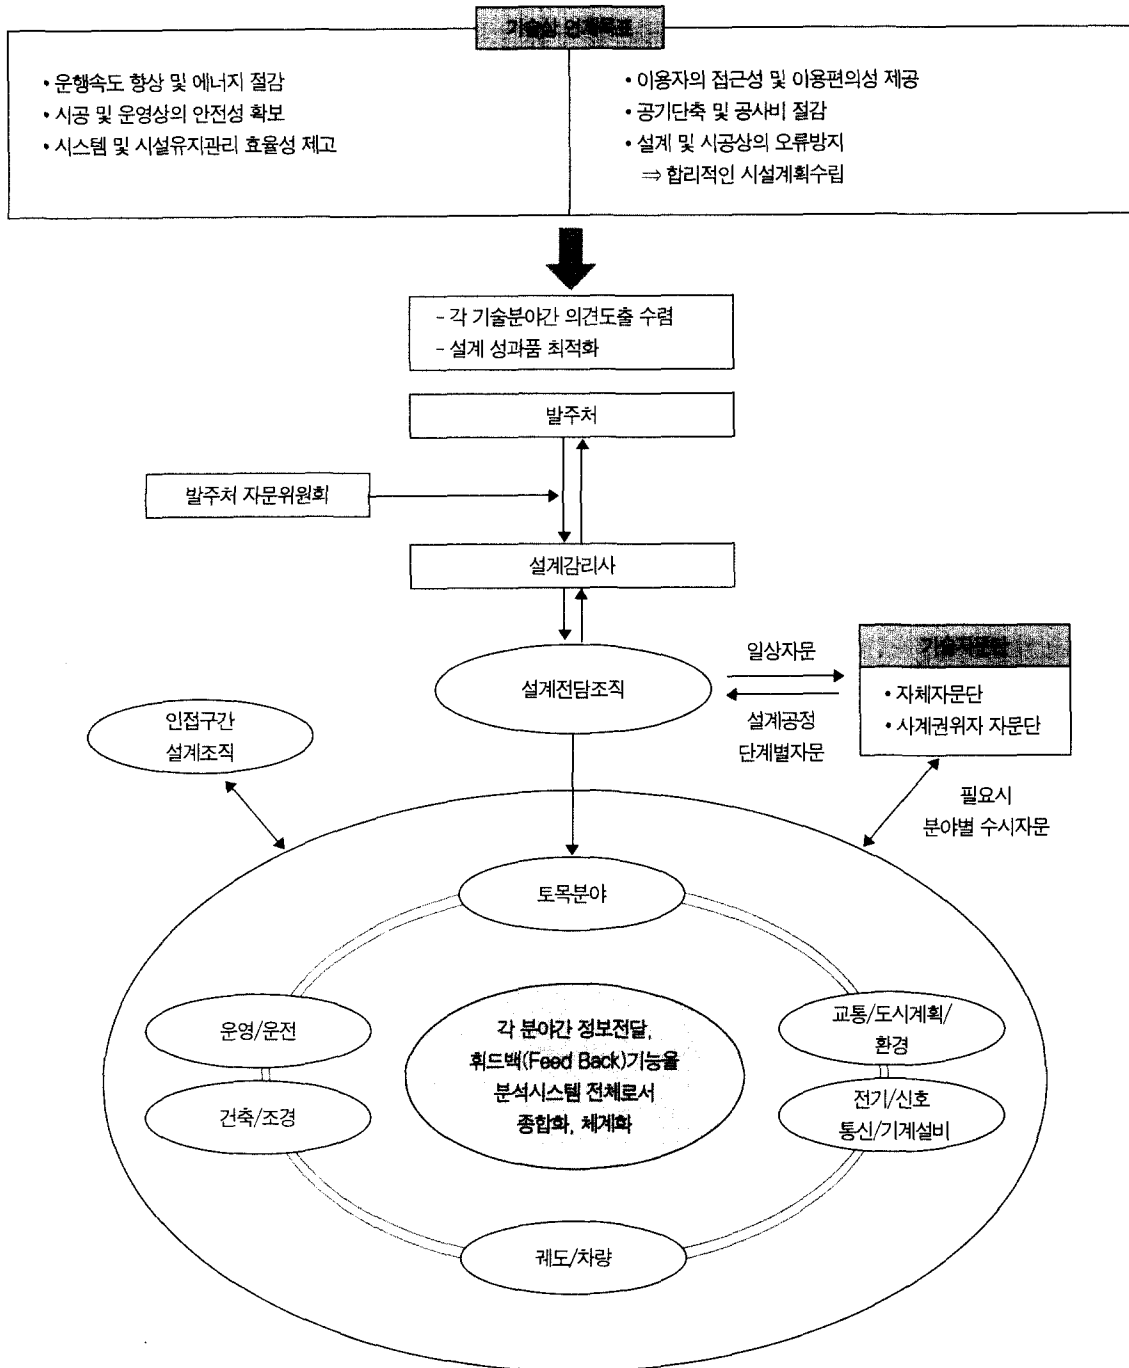 기술상 연계목표
• 운행속도 향상 및 에너지 절감
• 시공 및 운영상의 안전성 확보
• 시스템 및 시설유지관리 효율성 제고
• 이용자의 접근성 및 이용편의성 제공
• 공기단축 및 공사비 절감
• 설계 및 시공상의 오류방지
⇒ 합리적인 시설계획수립
- 각 기술분야간 의견도출 수렴
- 설계 성과품 최적화
발주처
발주처 자문위원회
설계감리사
설계전담조직
일상자문
설계공정
단계별자문
기술자문단
• 자체자문단
• 사계권위자 자문단
인접구간
설계조직
필요시
분야별 수시자문
토목분야
운영/운전
교통/도시계획/
환경
각 분야간 정보전달,
휘드백(Feed Back)기능을
분석시스템 전체로서
종합화, 체계화
건축/조경
전기/신호
통신/기계설비
궤도/차량